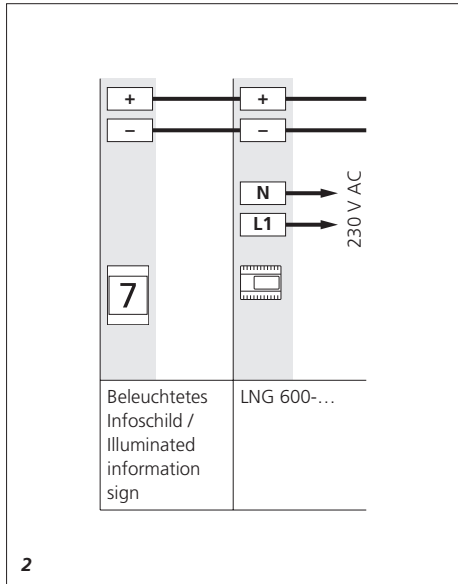 + +
– –
N
L1
230 V AC
7
Beleuchtetes
Infoschild /
Illuminated
information
sign
LNG 600-…
2